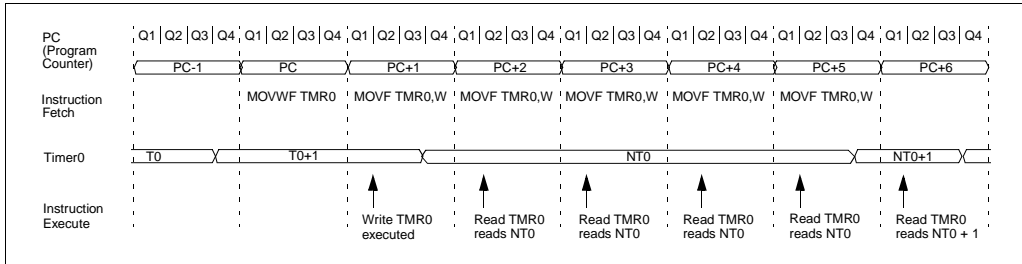 PC
(Program
Counter)
Q1 Q2 Q3 Q4 Q1 Q2 Q3 Q4 Q1 Q2 Q3 Q4 Q1 Q2 Q3 Q4 Q1 Q2 Q3 Q4 Q1 Q2 Q3 Q4 Q1 Q2 Q3 Q4 Q1 Q2 Q3 Q4
PC-1 PC PC+1 PC+2 PC+3 PC+4 PC+5 PC+6
Instruction
Fetch
MOVWF TMR0 MOVF TMR0,W MOVF TMR0,W MOVF TMR0,W MOVF TMR0,W MOVF TMR0,W
Timer0
T0 T0+1 NT0 NT0+1
Instruction
Execute
Write TMR0
executed
Read TMR0
reads NT0
Read TMR0
reads NT0
Read TMR0
reads NT0
Read TMR0
reads NT0
Read TMR0
reads NT0 + 1